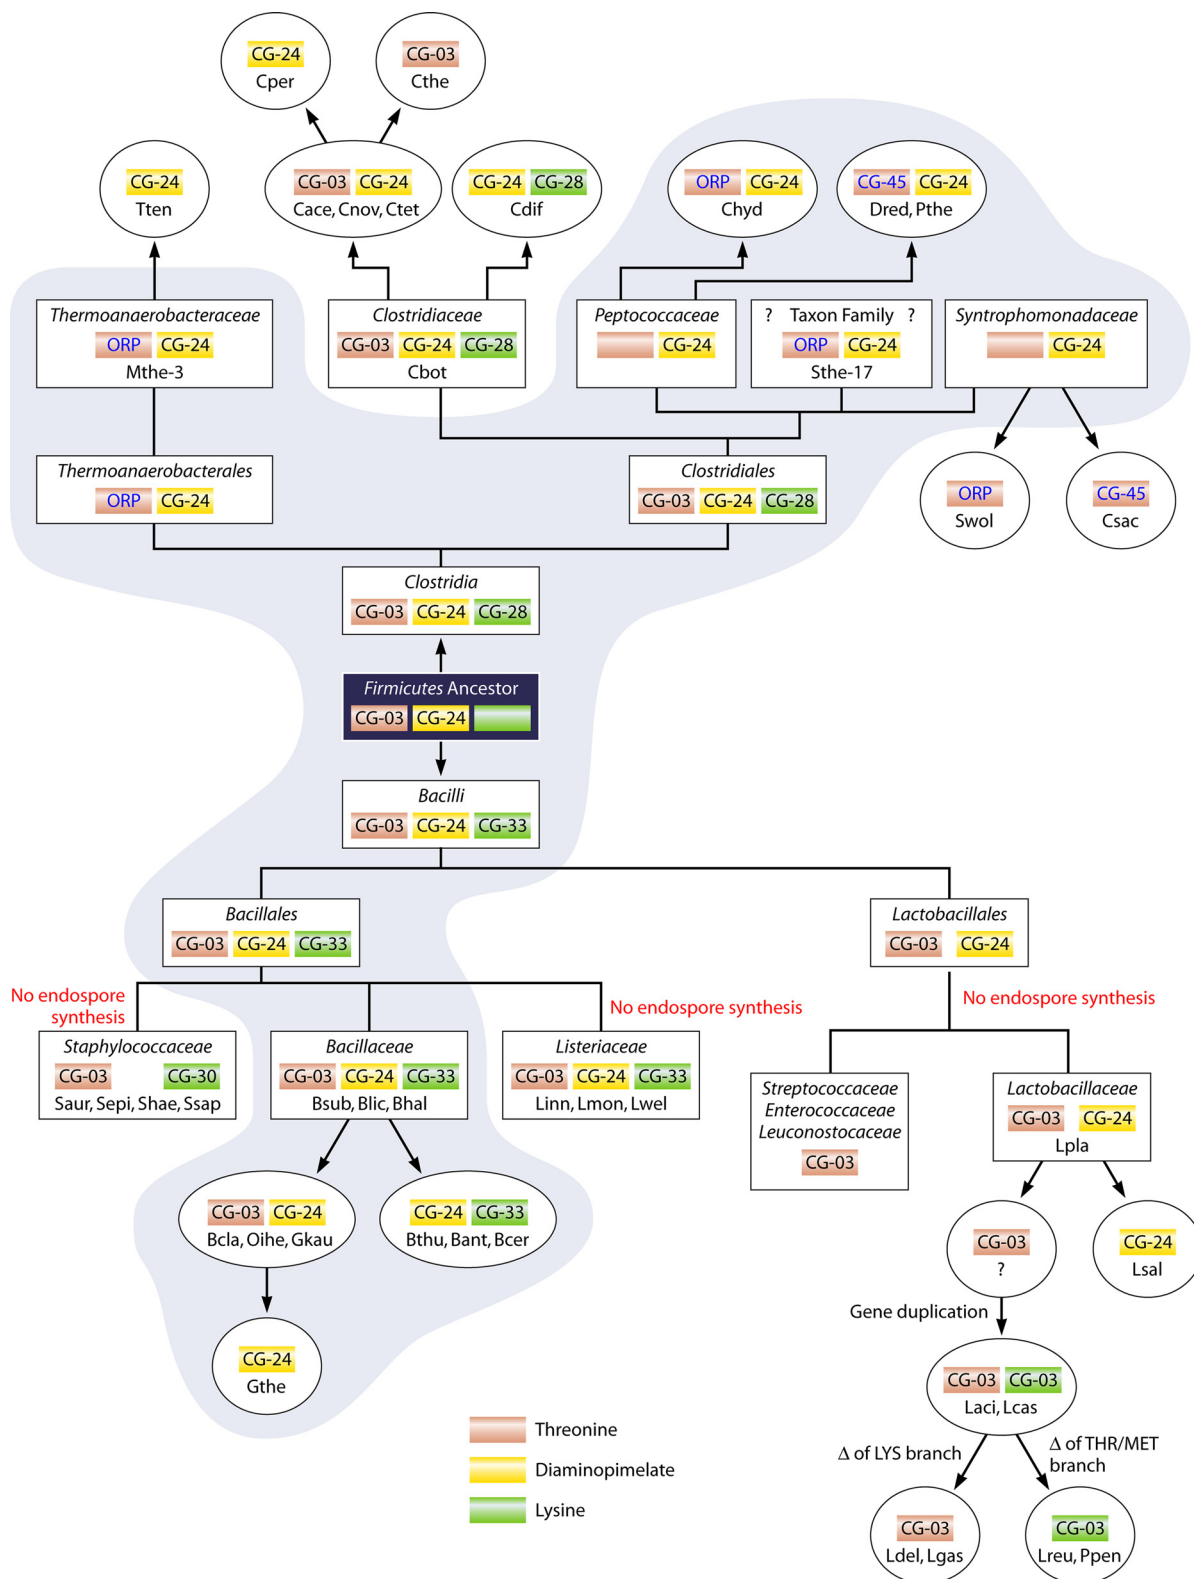 CG-24
Cper
CG-03
Cthe
CG-24
Tten
CG-03 CG-24
Cace, Cnov, Ctet
CG-24 CG-28
Cdif
ORP CG-24
Chyd
CG-45 CG-24
Dred, Pthe
Thermoanaerobacteraceae
ORP CG-24
Mthe-3
Clostridiaceae
CG-03 CG-24 CG-28
Cbot
Peptococcaceae
CG-24
? Taxon Family ?
ORP CG-24
Sthe-17
Syntrophomonadaceae
CG-24
Thermoanaerobacterales
ORP CG-24
Clostridiales
CG-03 CG-24 CG-28
ORP
Swol
CG-45
Csac
Clostridia
CG-03 CG-24 CG-28
Firmicutes Ancestor
CG-03 CG-24
Bacilli
CG-03 CG-24 CG-33
Bacillales
CG-03 CG-24 CG-33
Lactobacillales
CG-03 CG-24
No endospore
synthesis
No endospore synthesis
No endospore synthesis
Staphylococcaceae
CG-03 CG-30
Saur, Sepi, Shae, Ssap
Bacillaceae
CG-03 CG-24 CG-33
Bsub, Blic, Bhal
Listeriaceae
CG-03 CG-24 CG-33
Linn, Lmon, Lwel
Streptococcaceae
Enterococcaceae
Leuconostocaceae
CG-03
Lactobacillaceae
CG-03 CG-24
Lpla
CG-03 CG-24
Bcla, Oihe, Gkau
CG-24 CG-33
Bthu, Bant, Bcer
CG-03
?
CG-24
Lsal
Gene duplication
CG-24
Gthe
CG-03 CG-03
Laci, Lcas
Threonine
Diaminopimelate
Lysine
Δ of LYS branch
Δ of THR/MET
branch
CG-03
Ldel, Lgas
CG-03
Lreu, Ppen